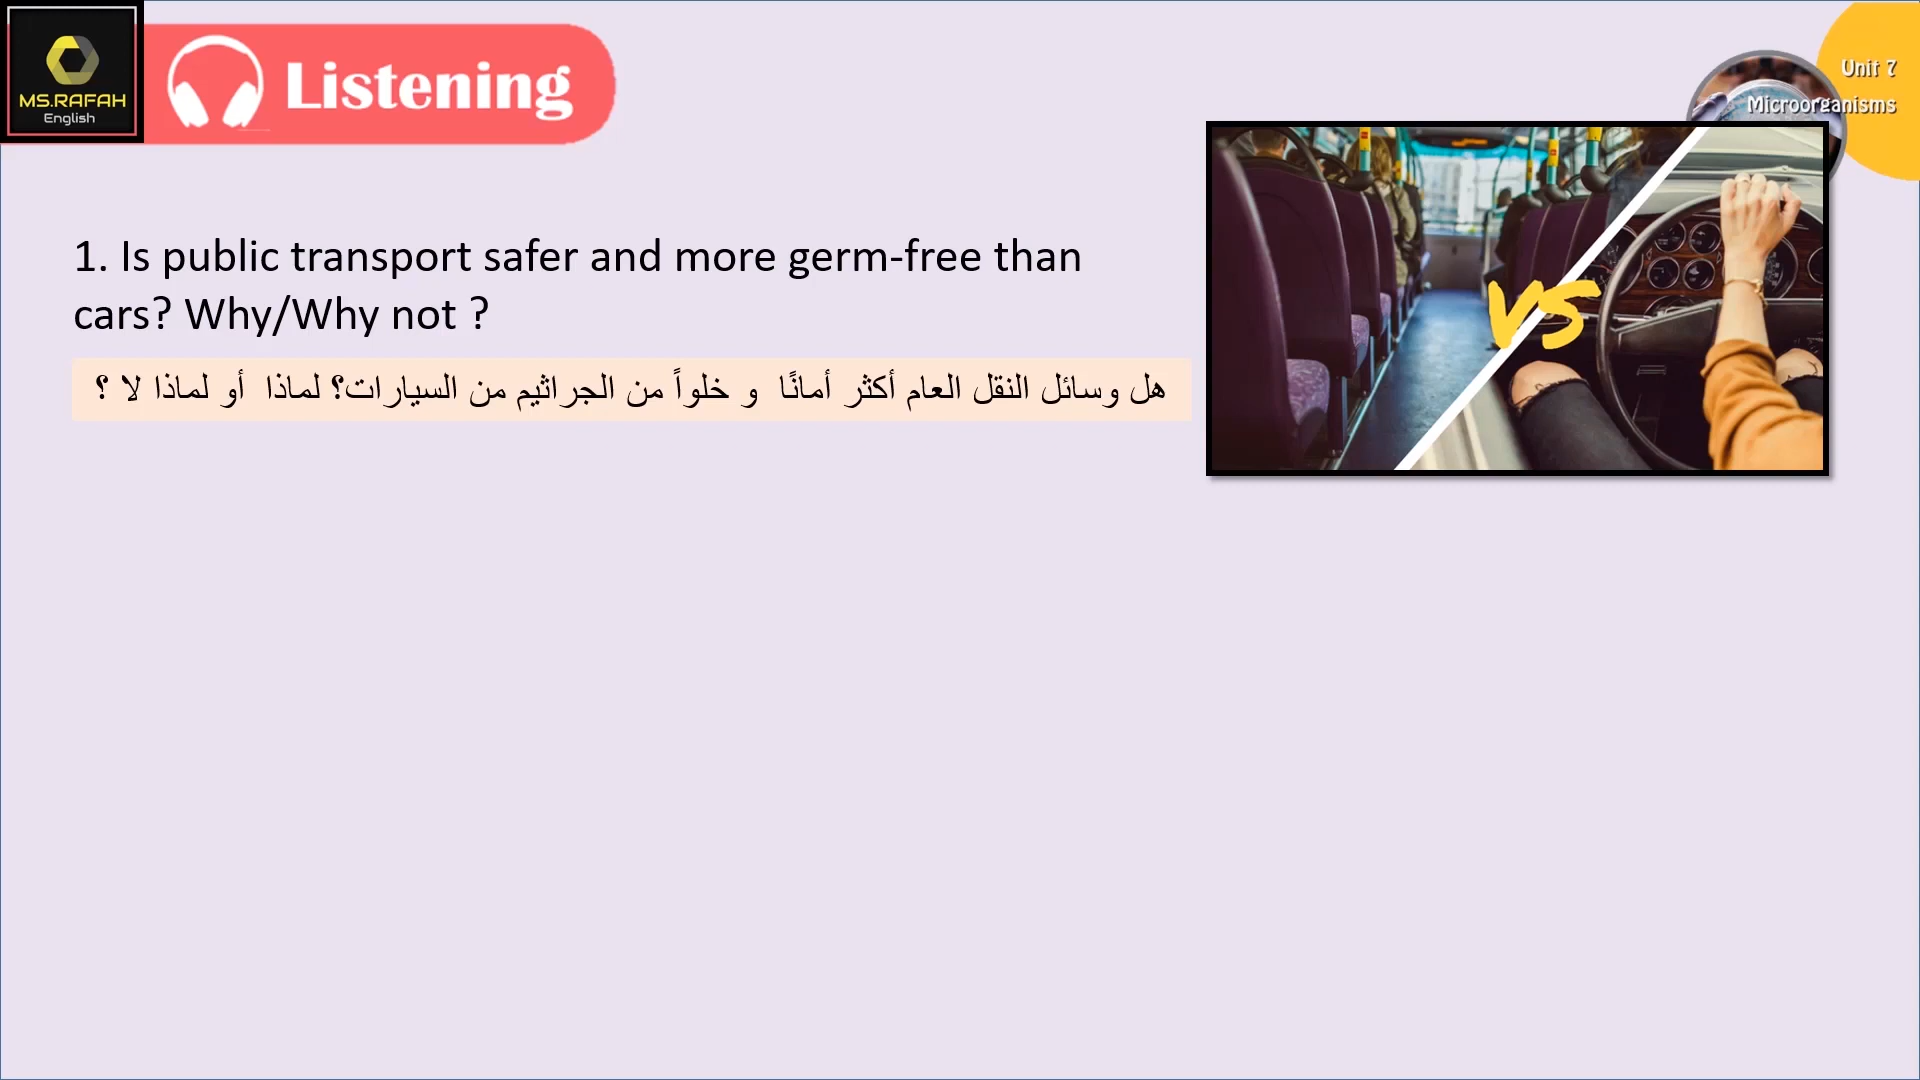 MS.RAFAH
English
Listening
Unit 7
Microorganisms
1. Is public transport safer and more germ-free than
cars? Why/Why not ?
هل وسائل النقل العام أكثر أمانًا و خلواً من الجراثيم من السيارات؟ لماذا أو لماذا لا ؟
vs